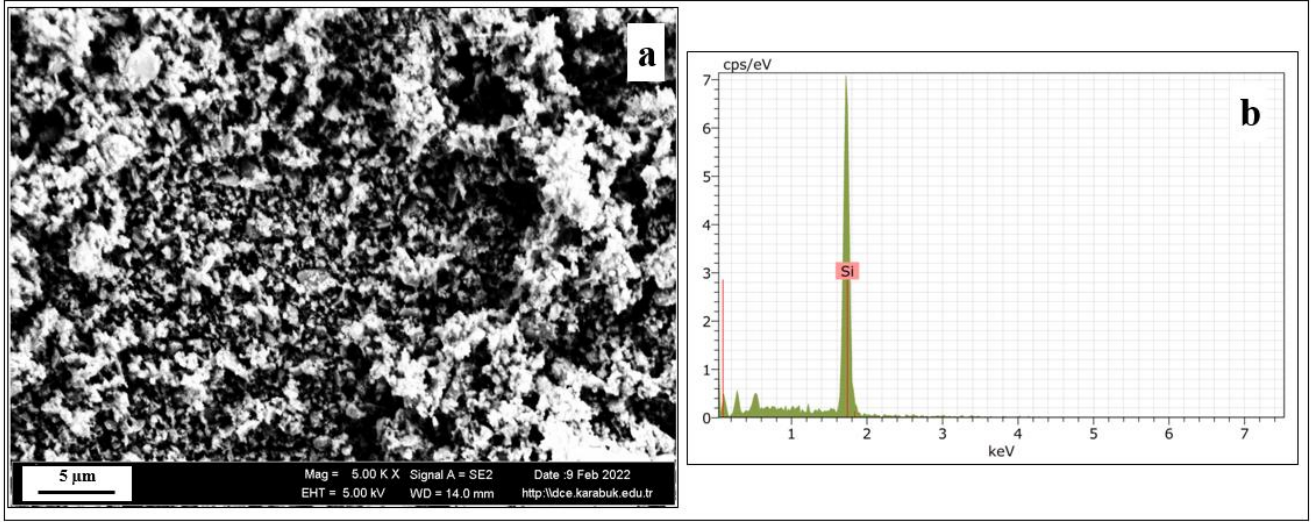 a
5 µm
Mag = 5.00 K X Signal A = SE2 Date :9 Feb 2022
EHT = 5.00 kV WD = 14.0 mm http:\\dce.karabuk.edu.tr
cps/eV
b
7
6
5
4
3
2
1
0
Si
1 2 3 4 5 6 7
keV